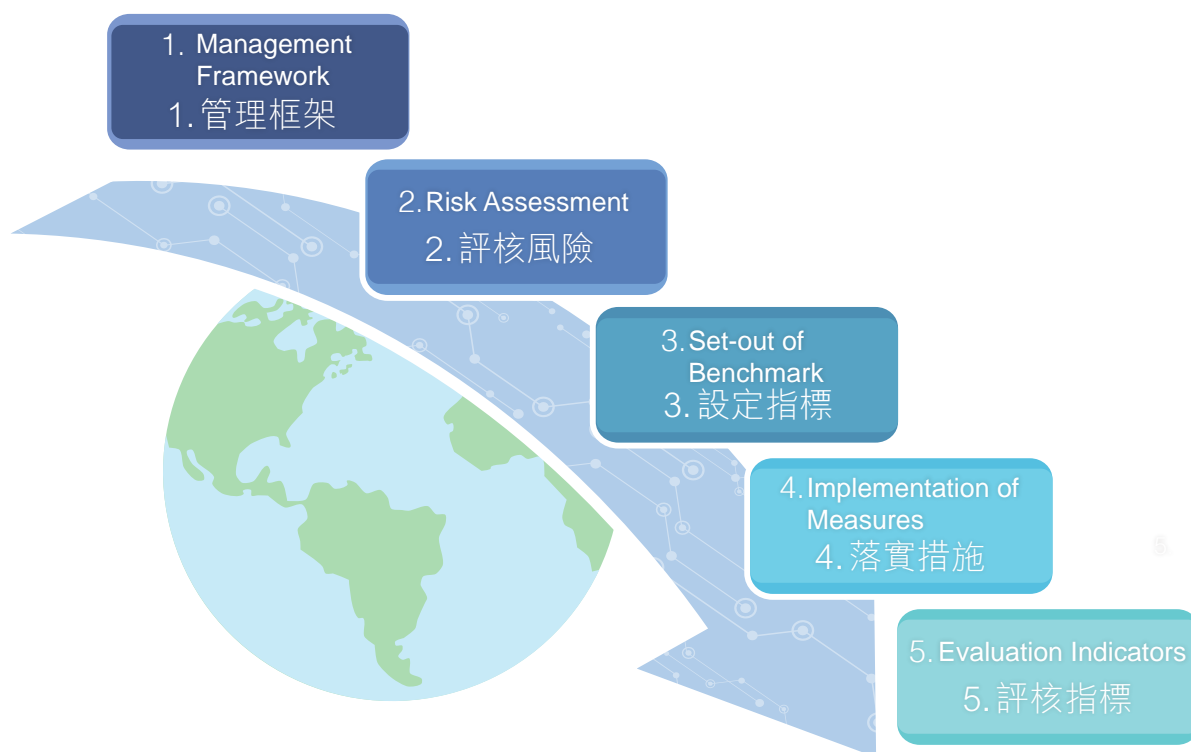 1. Management
Framework
1.管理框架
2.Risk Assessment
2.評核風險
3.Set-out of
Benchmark
3.設定指標
4.Implementation of
Measures
4.落實措施
5.Evaluation Indicators
5.評核指標